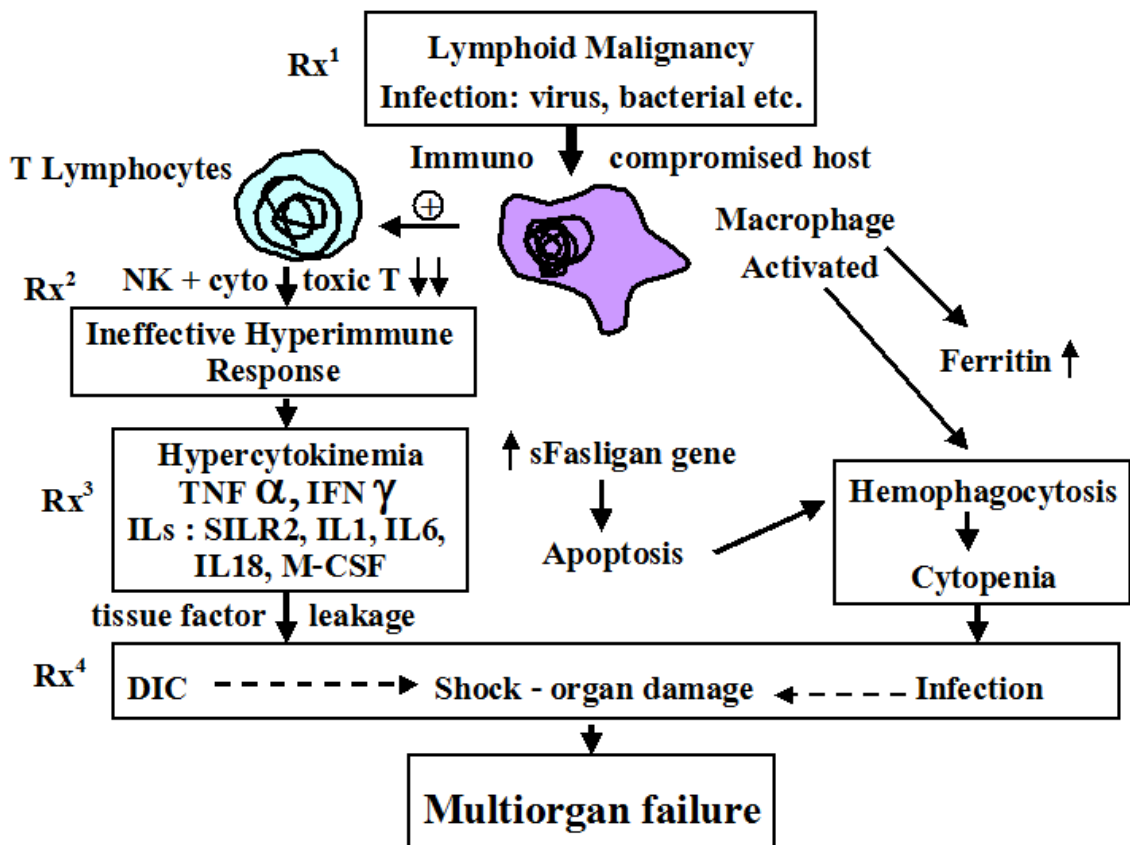 Rx1
Lymphoid Malignancy
Infection: virus, bacterial etc.
Immuno compromised host
T Lymphocytes
+
Macrophage
Activated
Rx2
NK + cyto toxic T ↓↓
Ineffective Hyperimmune
Response
Ferritin ↑
Rx3
Hypercytokinemia
TNF α, IFN γ
ILs : SILR2, IL1, IL6,
IL18, M-CSF
↑ sFasligan gene
Apoptosis
Hemophagocytosis
Cytopenia
tissue factor leakage
Rx4
DIC Shock - organ damage Infection
Multiorgan failure